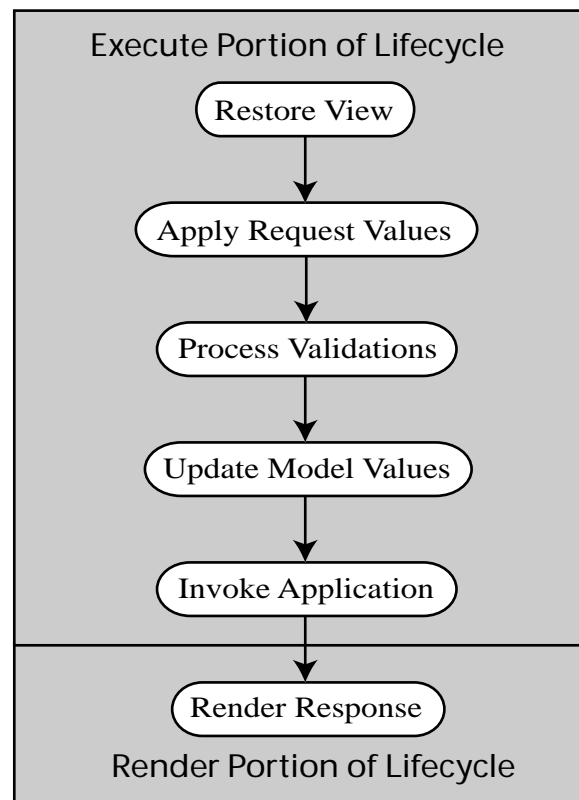 Execute Portion of Lifecycle
Restore View
Apply Request Values
Process Validations
Update Model Values
Invoke Application
Render Response
Render Portion of Lifecycle